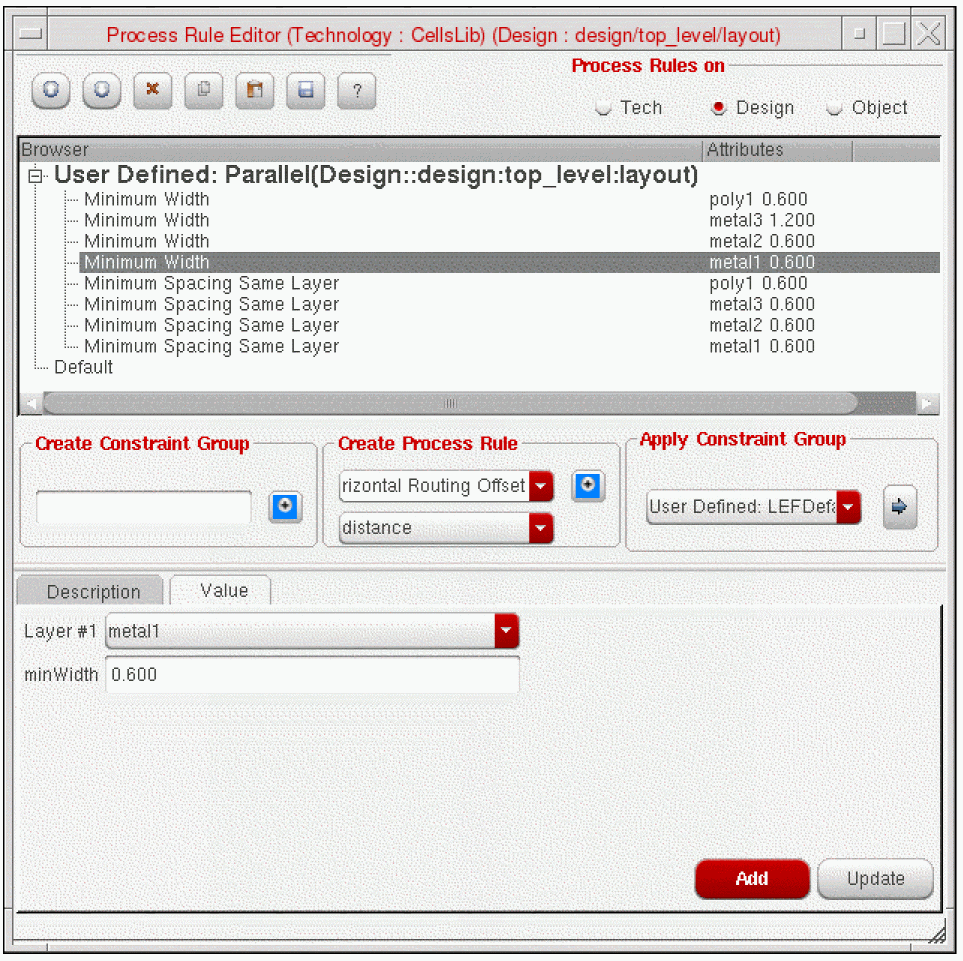 Process Rule Editor (Technology : CellsLib) (Design : design/top_level/layout)
Process Rules on
?
Tech Design Object
Browser Attributes
User Defined: Parallel(Design::design:top_level:layout)
Minimum Width poly1 0.600
Minimum Width metal3 1.200
Minimum Width metal2 0.600
Minimum Width metal1 0.600
Minimum Spacing Same Layer poly1 0.600
Minimum Spacing Same Layer metal3 0.600
Minimum Spacing Same Layer metal2 0.600
Minimum Spacing Same Layer metal1 0.600
Default
Create Constraint Group Create Process Rule Apply Constraint Group
rizontal Routing Offset
User Defined: LEFDefa
distance
Description Value
Layer #1 metal1
minWidth 0.600
Add Update